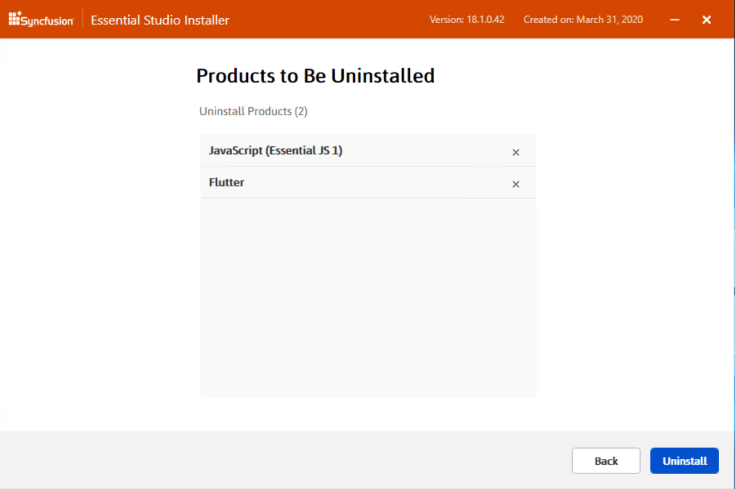 Syncfusion Essential Studio Installer Version: 18.1.0.42 Created on: March 31, 2020
Products to Be Uninstalled
Uninstall Products (2)
JavaScript (Essential JS 1)
Flutter
Back Uninstall